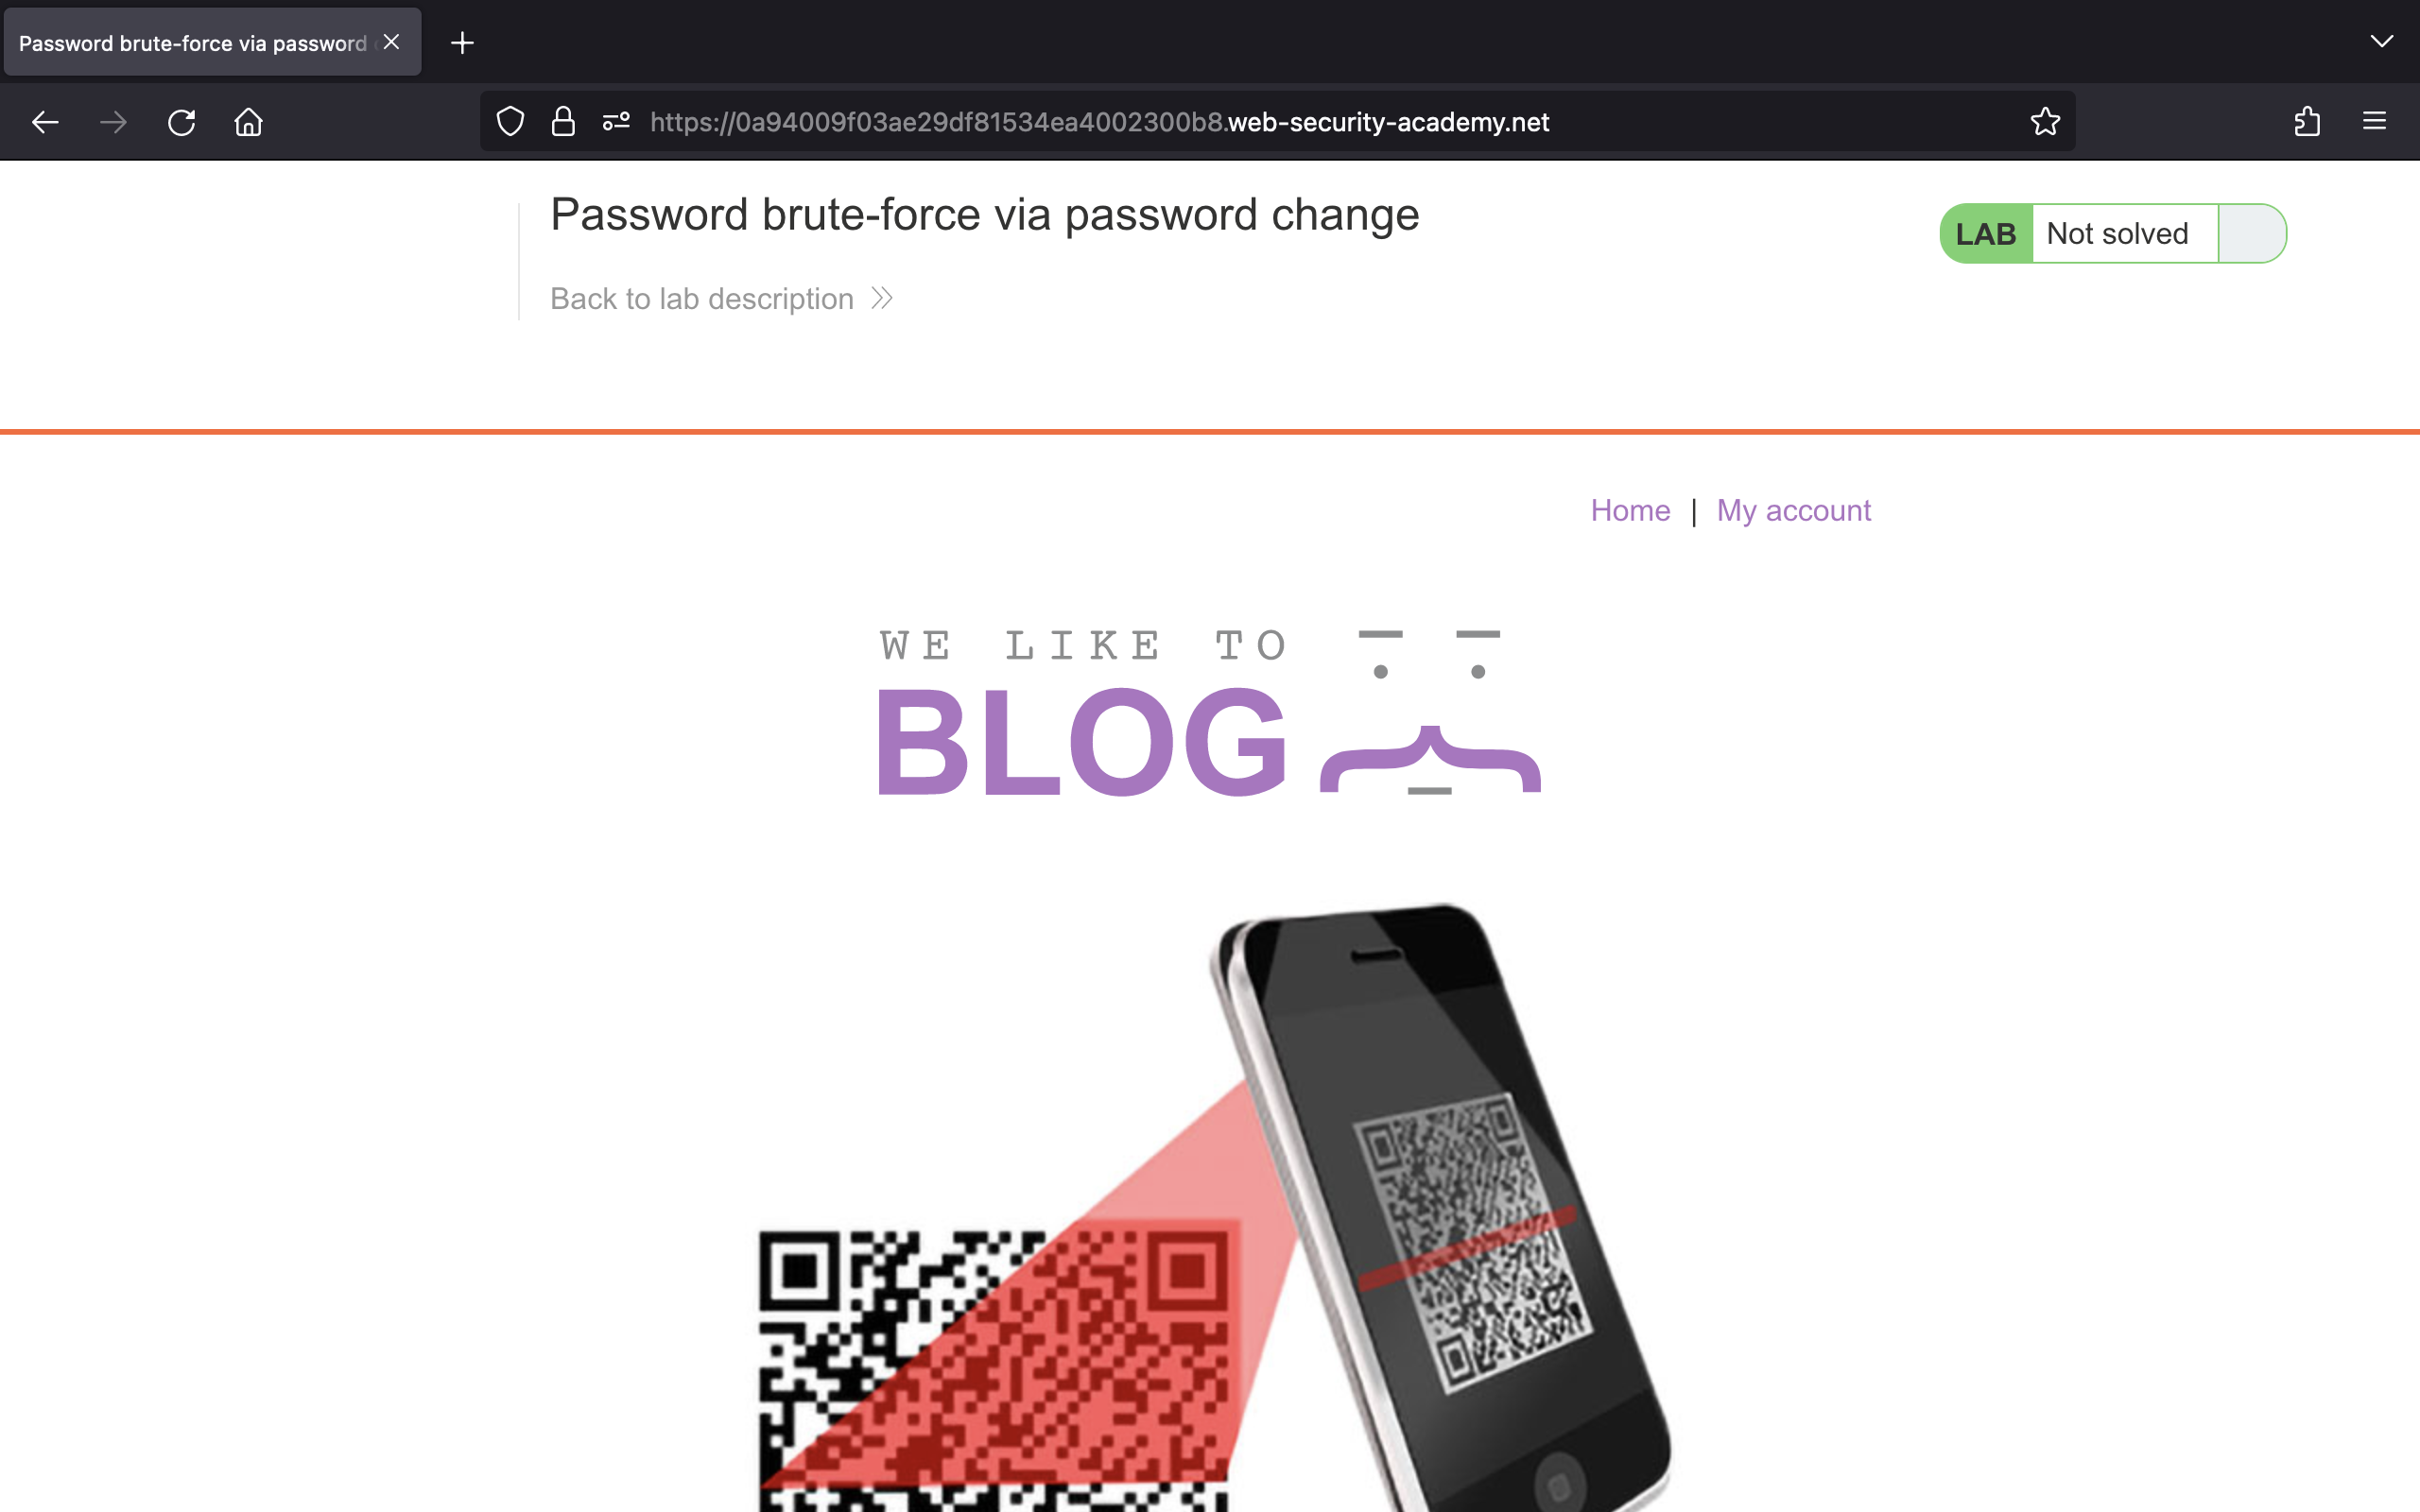 Password brute-force via password
https://0a94009f03ae29df81534ea4002300b8.web-security-academy.net
Password brute-force via password change
LAB Not solved
Back to lab description
Home | My account
WE LIKE TO
BLOG